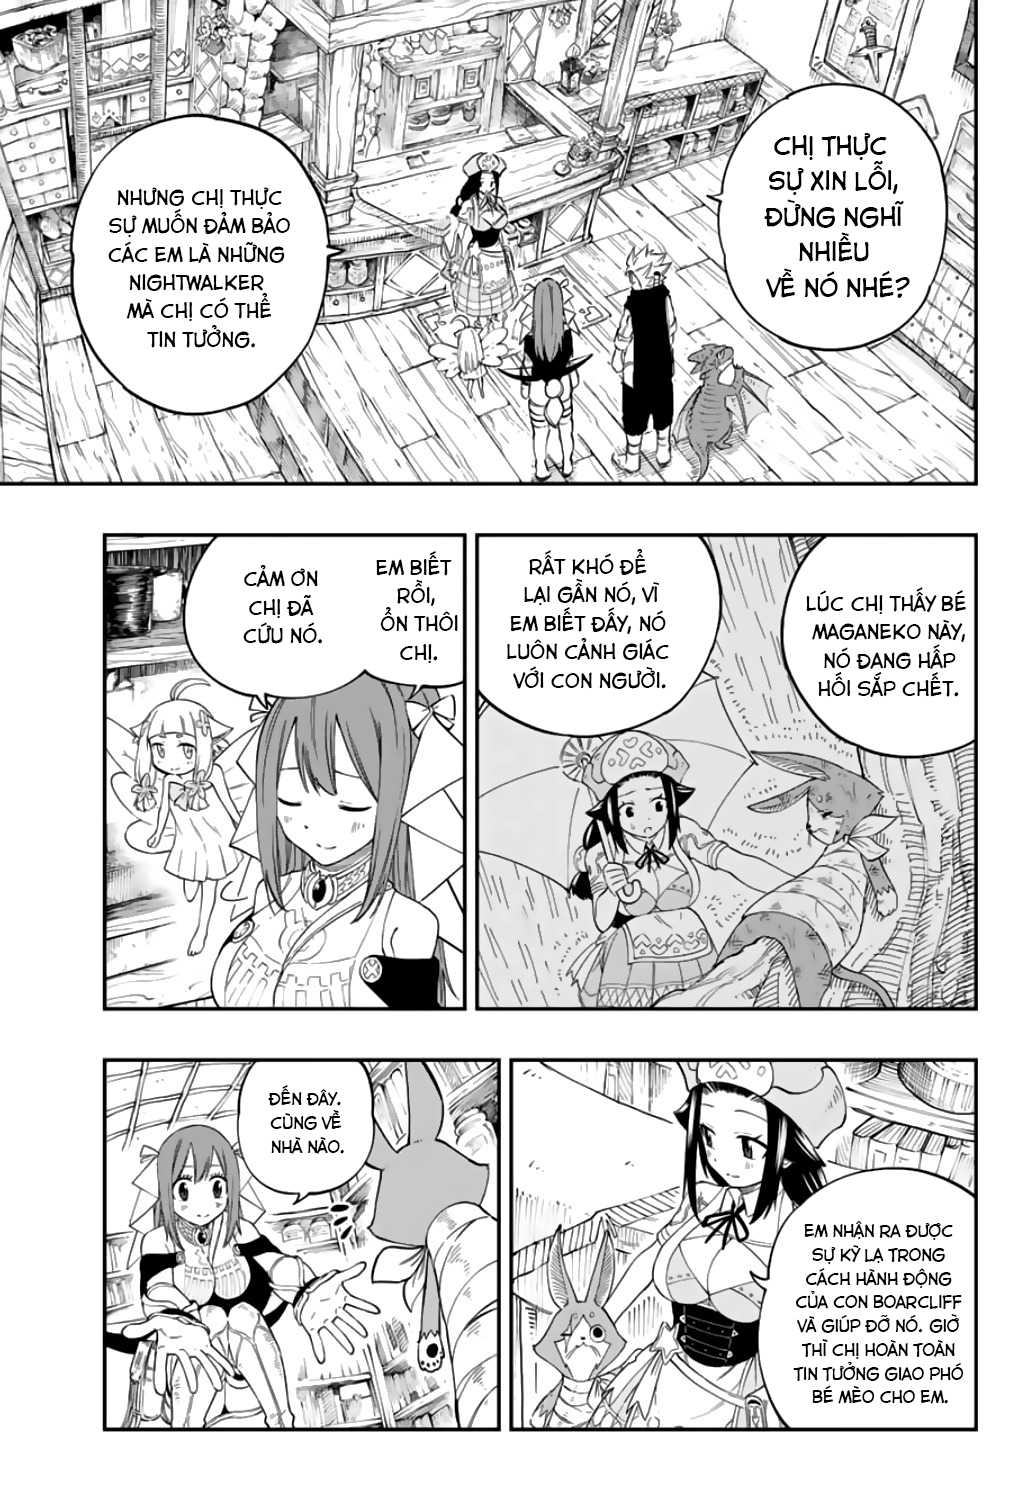 CHỊ THỰC
SỰ XIN LỖI,
ĐỪNG NGHĨ
NHIỀU
VỀ NÓ NHÉ?
NHƯNG CHỊ THỰC
SỰ MUỐN ĐẢM BẢO
CÁC EM LÀ NHỮNG
NIGHTWALKER
MÀ CHỊ CÓ THỂ
TIN TƯỞNG.
LÚC CHỊ THẤY BÉ
MAGANEKO NÀY,
NÓ ĐANG HẤP
HỐI SẮP CHẾT.
RẤT KHÓ ĐỂ
LẠI GẦN NÓ, VÌ
EM BIẾT ĐẤY, NÓ
LUÔN CẢNH GIÁC
VỚI CON NGƯỜI.
EM BIẾT
RỒI,
ỔN THÔI
CHỊ.
CẢM ƠN
CHỊ ĐÃ
CỨU NÓ.
EM NHẬN RA ĐƯỢC
SỰ KỲ LẠ TRONG
CÁCH HÀNH ĐỘNG
CỦA CON BOARCLIFF
VÀ GIÚP ĐỠ NÓ. GIỜ
THÌ CHỊ HOÀN TOÀN
TIN TƯỞNG GIAO PHÓ
BÉ MÈO CHO EM.
ĐẾN ĐÂY.
CÙNG VỀ
NHÀ NÀO.